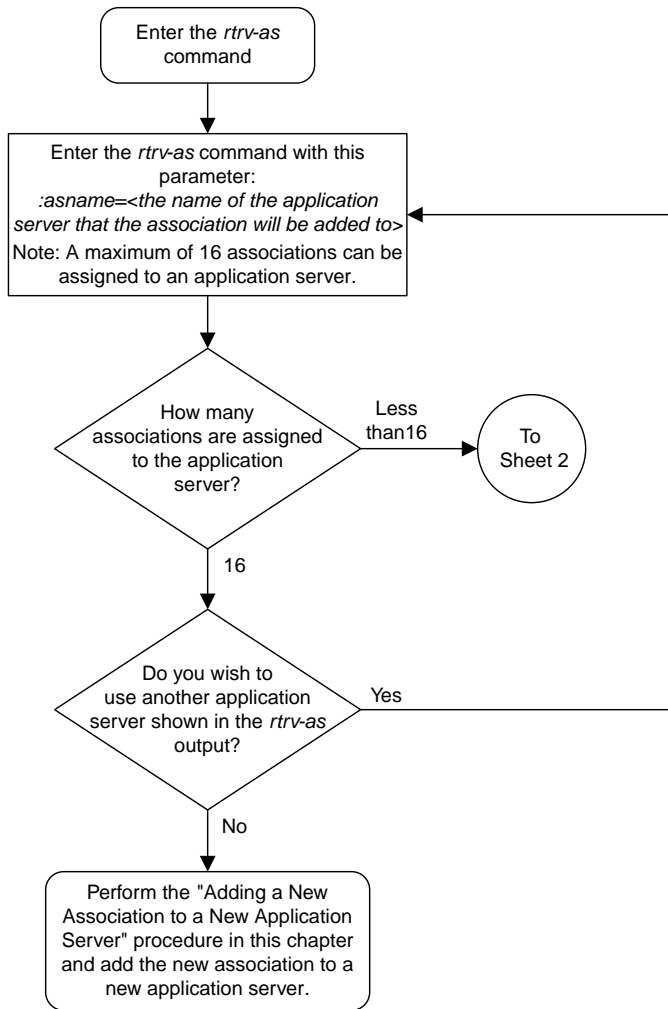 Enter the rtrv-as
command
Enter the rtrv-as command with this
parameter:
:asname=<the name of the application
server that the association will be added to>
Note: A maximum of 16 associations can be
assigned to an application server.
How many
associations are assigned
to the application
server?
Less
than16
To
Sheet 2
16
Do you wish to
use another application
server shown in the rtrv-as
output?
Yes
No
Perform the "Adding a New
Association to a New Application
Server" procedure in this chapter
and add the new association to a
new application server.